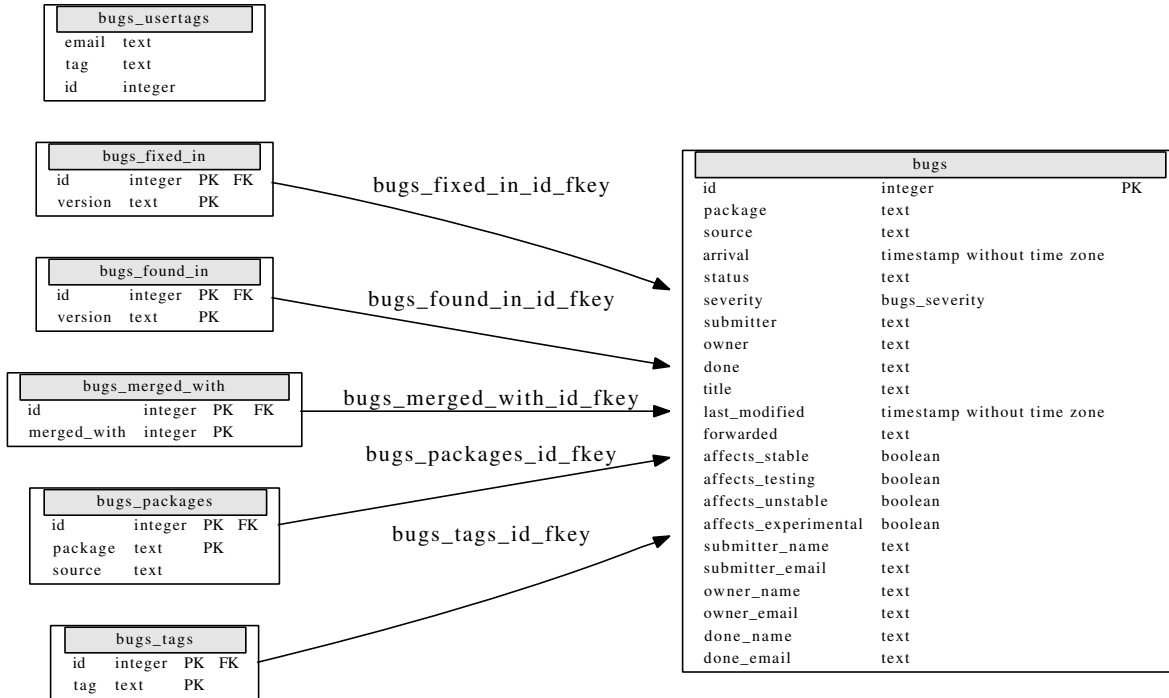 bugs_usertags
email text
tag text
id integer
bugs_fixed_in
id integer PK FK
version text PK
bugs_fixed_in_id_fkey
bugs_found_in
id integer PK FK
version text PK
bugs_found_in_id_fkey
bugs_merged_with
id integer PK FK
merged_with integer PK
bugs_merged_with_id_fkey
bugs_packages
id integer PK FK
package text PK
source text
bugs_packages_id_fkey
bugs_tags
id integer PK FK
tag text PK
bugs_tags_id_fkey
bugs
id integer PK
package text
source text
arrival timestamp without time zone
status text
severity bugs_severity
submitter text
owner text
done text
title text
last_modified timestamp without time zone
forwarded text
affects_stable boolean
affects_testing boolean
affects_unstable boolean
affects_experimental boolean
submitter_name text
submitter_email text
owner_name text
owner_email text
done_name text
done_email text